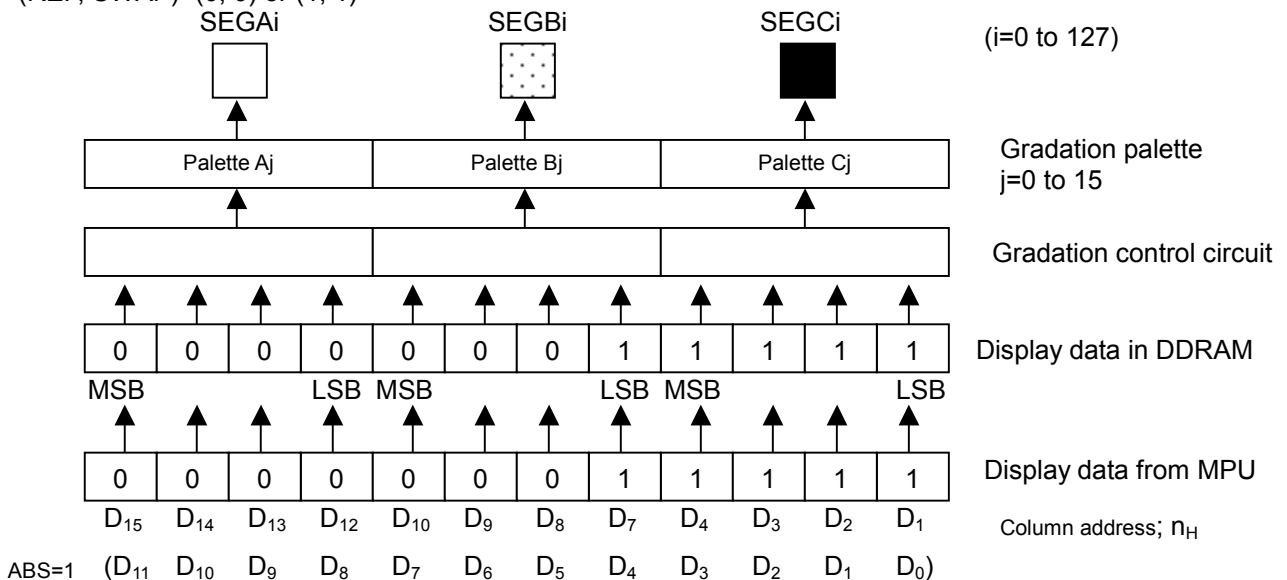 (REF, SWAP)=(0, 0) or (1, 1)
SEGAi SEGBi SEGCi (i=0 to 127)
Palette Aj Palette Bj Palette Cj Gradation palette
j=0 to 15
Gradation control circuit
0 0 0 0 0 0 0 1 1 1 1 1 Display data in DDRAM
MSB LSB MSB LSB MSB LSB
0 0 0 0 0 0 0 1 1 1 1 1 Display data from MPU
D15 D14 D13 D12 D10 D9 D8 D7 D4 D3 D2 D1 Column address; nH
ABS=1 (D11 D10 D9 D8 D7 D6 D5 D4 D3 D2 D1 D0)